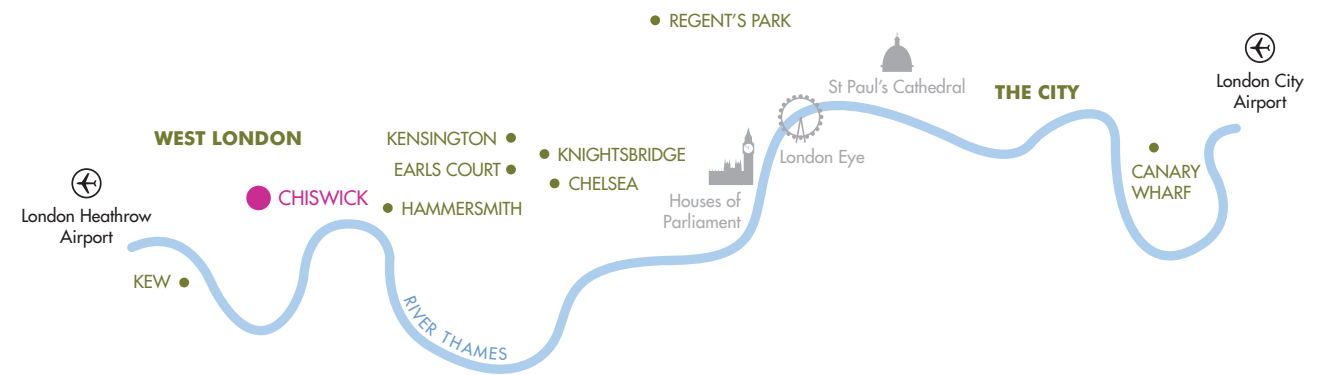 REGENT'S PARK
St Paul's Cathedral
THE CITY
London City
Airport
WEST LONDON
KENSINGTON
KNIGHTSBRIDGE
EARLS COURT
CHELSEA
London Eye
CANARY
WHARF
CHISWICK
HAMMERSMITH
Houses of
Parliament
London Heathrow
Airport
KEW
RIVER THAMES